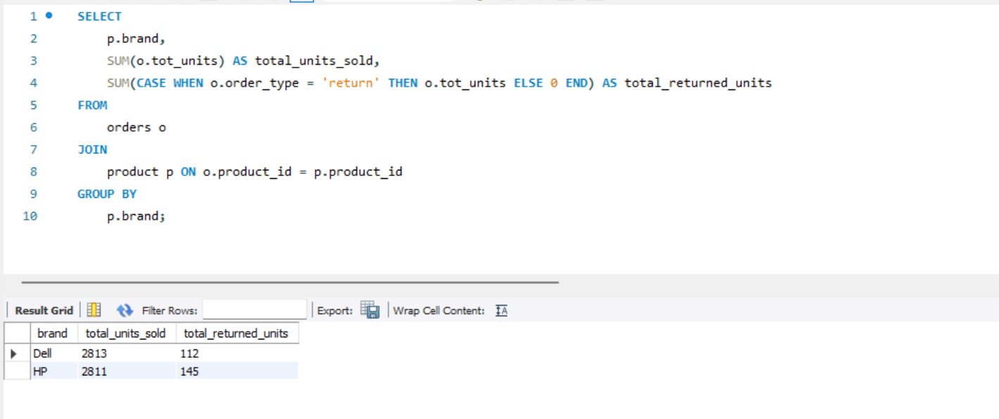 1 SELECT
2 p.brand,
3 SUM(o.tot_units) AS total_units_sold,
4 SUM(CASE WHEN o.order_type = 'return' THEN o.tot_units ELSE 0 END) AS total_returned_units
5 FROM
6 orders o
7 JOIN
8 product p ON o.product_id = p.product_id
9 GROUP BY
10 p.brand;
Result Grid Filter Rows: Export: Wrap Cell Content:
brand total_units_sold total_returned_units
Dell 2813 112
HP 2811 145